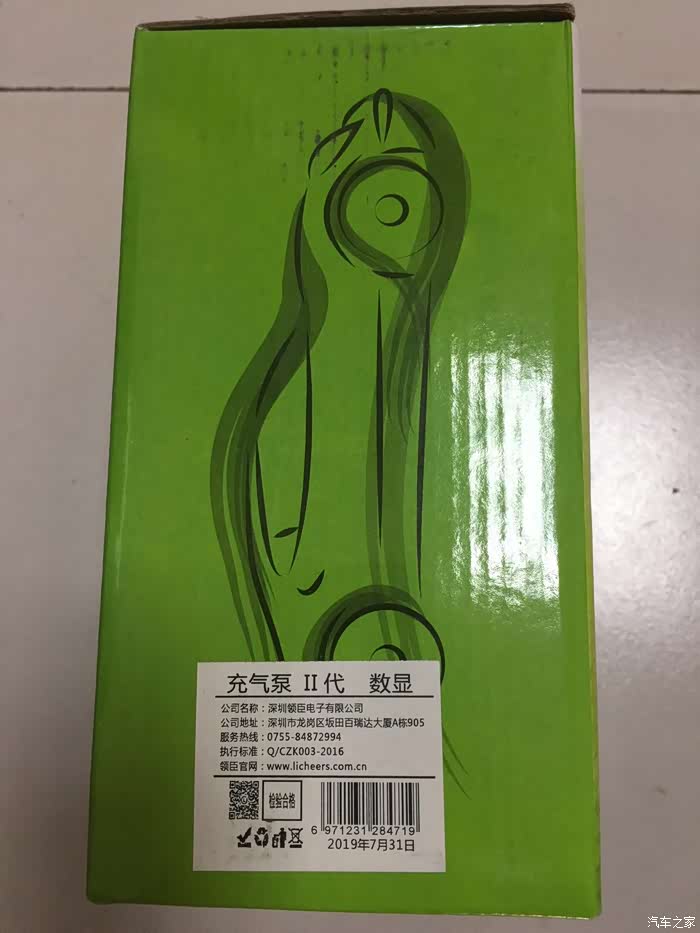 充气泵 II代 数显
公司名称：深圳领臣电子有限公司
公司地址：深圳市龙岗区坂田百瑞达大厦A栋905
服务热线：0755-84872994
执行标准：Q/CZK003-2016
领臣官网：www.licheers.com.cn
检验合格
6 971231 284719
2019年7月31日
汽车之家